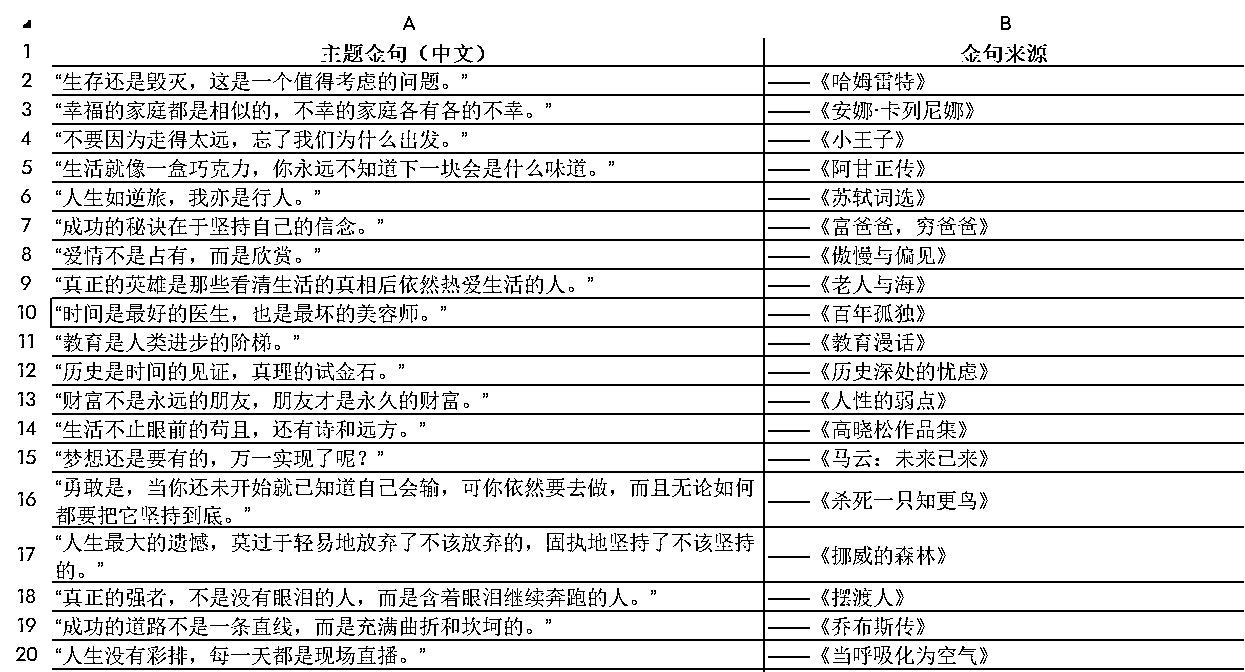 A B
1 主题金句（中文） 金句来源
2 “生存还是毁灭，这是一个值得考虑的问题。” ——《哈姆雷特》
3 “幸福的家庭都是相似的，不幸的家庭各有各的不幸。” ——《安娜·卡列尼娜》
4 “不要因为走得太远，忘了我们为什么出发。” ——《小王子》
5 “生活就像一盒巧克力，你永远不知道下一块会是什么味道。” ——《阿甘正传》
6 “人生如逆旅，我亦是行人。” ——《苏轼词选》
7 “成功的秘诀在于坚持自己的信念。” ——《富爸爸，穷爸爸》
8 “爱情不是占有，而是欣赏。” ——《傲慢与偏见》
9 “真正的英雄是那些看清生活的真相后依然热爱生活的人。” ——《老人与海》
10 “时间是最好的医生，也是最坏的美容师。” ——《百年孤独》
11 “教育是人类进步的阶梯。” ——《教育漫话》
12 “历史是时间的见证，真理的试金石。” ——《历史深处的忧虑》
13 “财富不是永远的朋友，朋友才是永久的财富。” ——《人性的弱点》
14 “生活不止眼前的苟且，还有诗和远方。” ——《高晓松作品集》
15 “梦想还是要有的，万一实现了呢？” ——《马云：未来已来》
16 “勇敢是，当你还未开始就已知道自己会输，可你依然要去做，而且无论如何
都要把它坚持到底。” ——《杀死一只知更鸟》
17 “人生最大的遗憾，莫过于轻易地放弃了不该放弃的，固执地坚持了不该坚持
的。” ——《挪威的森林》
18 “真正的强者，不是没有眼泪的人，而是含着眼泪继续奔跑的人。” ——《摆渡人》
19 “成功的道路不是一条直线，而是充满曲折和坎坷的。” ——《乔布斯传》
20 “人生没有彩排，每一天都是现场直播。” ——《当呼吸化为空气》